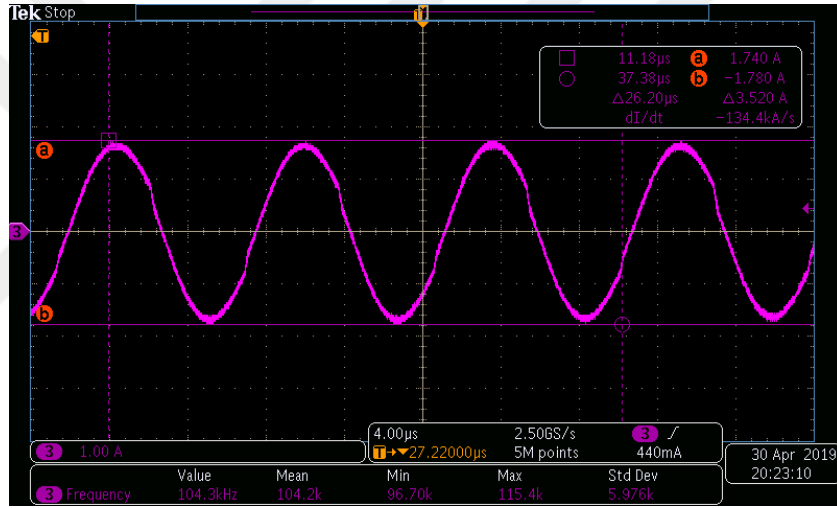 Tek Stop
T
T
11.18µs a 1.740 A
37.38µs b −1.780 A
△26.20µs △3.520 A
dI/dt −134.4kA/s
a
3
b
3 1.00 A
4.00µs 2.50GS/s 3
T→▼27.22000µs 5M points 440mA
30 Apr 2019
20:23:10
Value Mean Min Max Std Dev
3 Frequency 104.3kHz 104.2k 96.70k 115.4k 5.976k